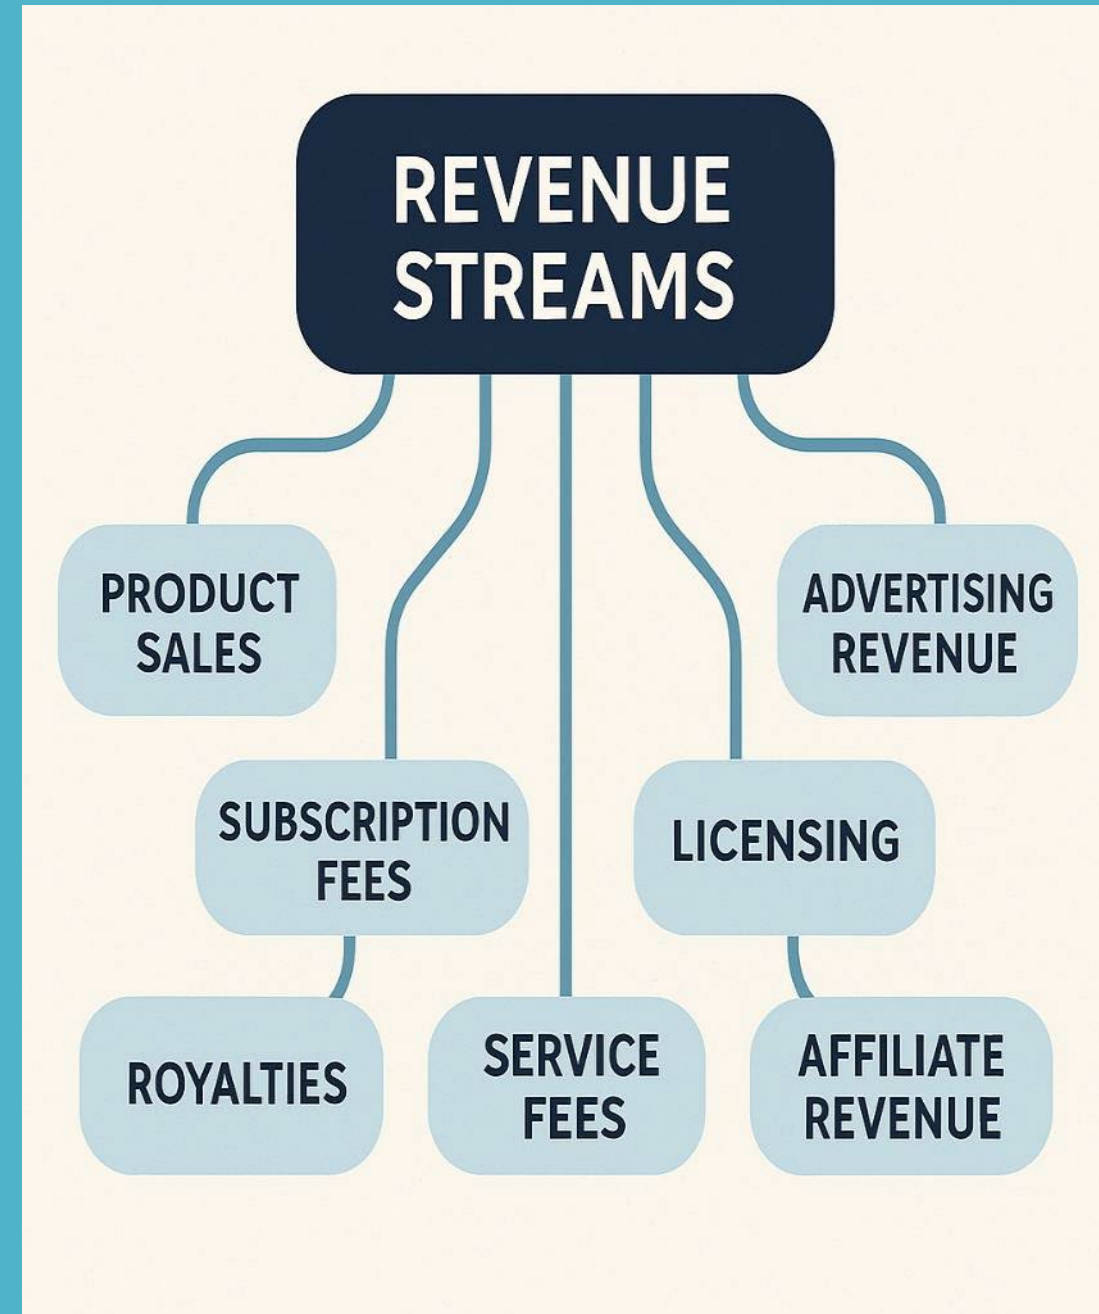 REVENUE
STREAMS
PRODUCT
SALES
ADVERTISING
REVENUE
SUBSCRIPTION
FEES
LICENSING
ROYALTIES
SERVICE
FEES
AFFILIATE
REVENUE